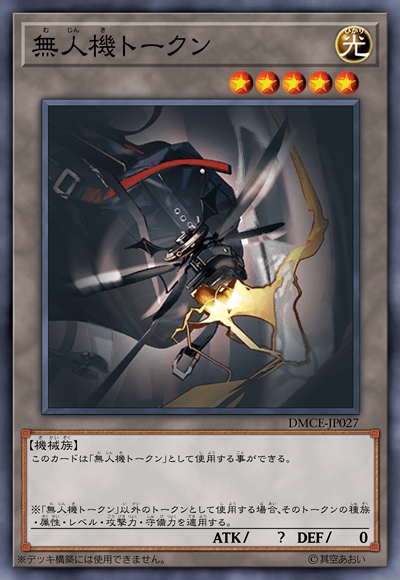 無人機トークン
光
DMCE-JP027
【機械族】
このカードは「無人機トークン」として使用する事ができる。
※「無人機トークン」以外のトークンとして使用する場合、そのトークンの種族
・属性・レベル・攻撃力・守備力を適用する。
ATK/ ? DEF/ 0
※デッキ構築には使用できません。 ©其空あおい